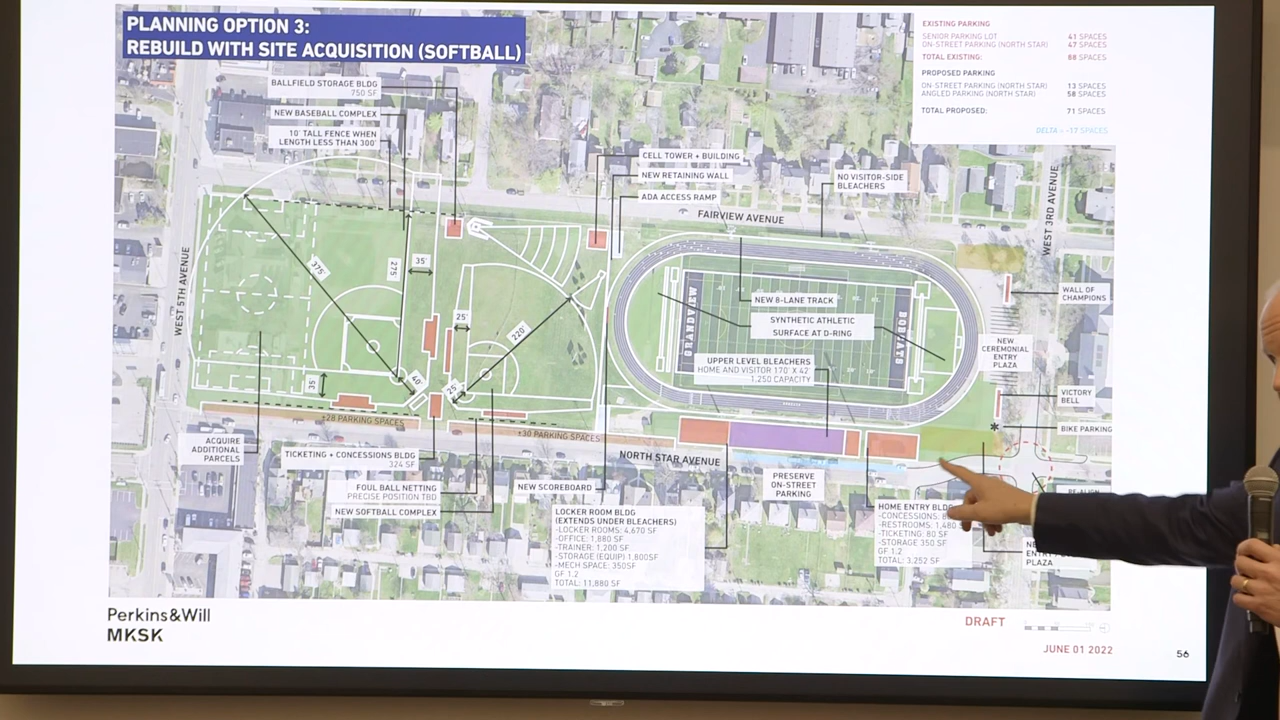 PLANNING OPTION 3:
REBUILD WITH SITE ACQUISITION (SOFTBALL)
EXISTING PARKING
SENIOR PARKING LOT 41 SPACES
ON-STREET PARKING (NORTH STAR) 47 SPACES
TOTAL EXISTING: 88 SPACES
PROPOSED PARKING
ON-STREET PARKING (NORTH STAR) 13 SPACES
ANGLED PARKING (NORTH STAR) 58 SPACES
TOTAL PROPOSED: 71 SPACES
DELTA = -17 SPACES
BALLFIELD STORAGE BLDG
750 SF
NEW BASEBALL COMPLEX
10' TALL FENCE WHEN
LENGTH LESS THAN 300'
CELL TOWER + BUILDING
NEW RETAINING WALL
ADA ACCESS RAMP
NO VISITOR-SIDE
BLEACHERS
FAIRVIEW AVENUE
WEST 3RD AVENUE
WEST 5TH AVENUE
375'
275'
35'
25'
220'
35'
40'
25'
GRANDVIEW
BOBCATS
NEW 8-LANE TRACK
SYNTHETIC ATHLETIC
SURFACE AT D-RING
UPPER LEVEL BLEACHERS
HOME AND VISITOR 170' X 42'
1,250 CAPACITY
WALL OF
CHAMPIONS
NEW
CEREMONIAL
ENTRY
PLAZA
VICTORY
BELL
* BIKE PARKING
+28 PARKING SPACES
+30 PARKING SPACES
NORTH STAR AVENUE
ACQUIRE
ADDITIONAL
PARCELS
TICKETING + CONCESSIONS BLDG
324 SF
FOUL BALL NETTING
PRECISE POSITION TBD
NEW SOFTBALL COMPLEX
NEW SCOREBOARD
PRESERVE
ON-STREET
PARKING
RE-ALIGN
LOCKER ROOM BLDG
(EXTENDS UNDER BLEACHERS)
-LOCKER ROOMS: 4,670 SF
-OFFICE: 1,880 SF
-TRAINER: 1,200 SF
-STORAGE (EQUIP) 1,800SF
-MECH SPACE: 350SF
GF 1.2
TOTAL: 11,880 SF
HOME ENTRY BLDG
-CONCESSIONS:
-RESTROOMS: 1,480
-TICKETING: 80 SF
-STORAGE 350 SF
GF 1.2
TOTAL: 3,252 SF
PLAZA
Perkins&Will
MKSK
DRAFT
JUNE 01 2022
56